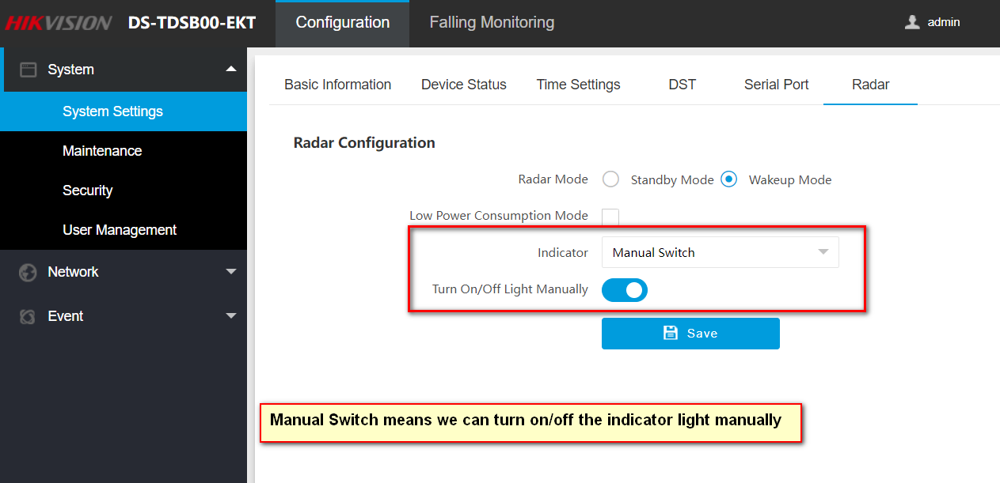 HIKVISION DS-TDSB00-EKT Configuration Falling Monitoring admin
System
System Settings
Maintenance
Security
User Management
Network
Event
Basic Information Device Status Time Settings DST Serial Port Radar
Radar Configuration
Radar Mode Standby Mode Wakeup Mode
Low Power Consumption Mode
Indicator Manual Switch
Turn On/Off Light Manually
Save
Manual Switch means we can turn on/off the indicator light manually